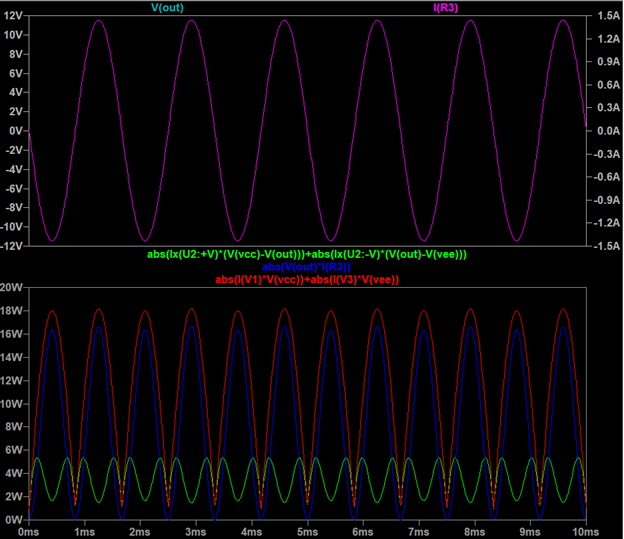 V(out) I(R3)
12V 1.5A
10V 1.2A
8V 0.9A
6V 0.6A
4V 0.3A
2V
0V 0.0A
-2V
-4V -0.3A
-6V -0.6A
-8V -0.9A
-10V -1.2A
-12V -1.5A
abs(Ix(U2:+V)*(V(vcc)-V(out)))+abs(Ix(U2:-V)*(V(out)-V(vee)))
abs(V(out)*I(R3))
abs(I(V1)*V(vcc))+abs(I(V3)*V(vee))
20W
18W
16W
14W
12W
10W
8W
6W
4W
2W
0W
0ms 1ms 2ms 3ms 4ms 5ms 6ms 7ms 8ms 9ms 10ms